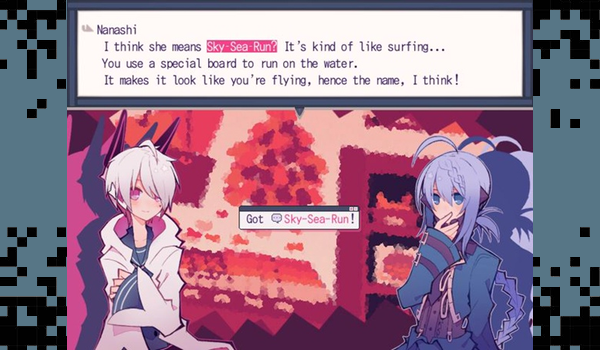 Nanashi
I think she means Sky-Sea-Run? It's kind of like surfing...
You use a special board to run on the water.
It makes it look like you're flying, hence the name, I think!
Got Sky-Sea-Run!